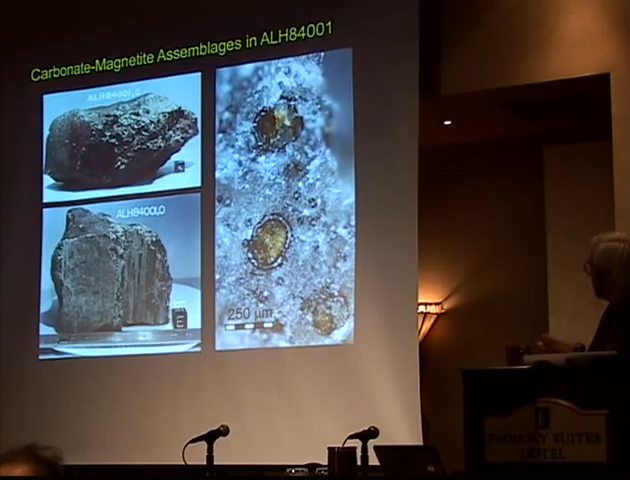 Carbonate-Magnetite Assemblages in ALH84001
ALH84001,0
ALH84001,0
250 µm
E
E
EMBASSY SUITES
HOTEL